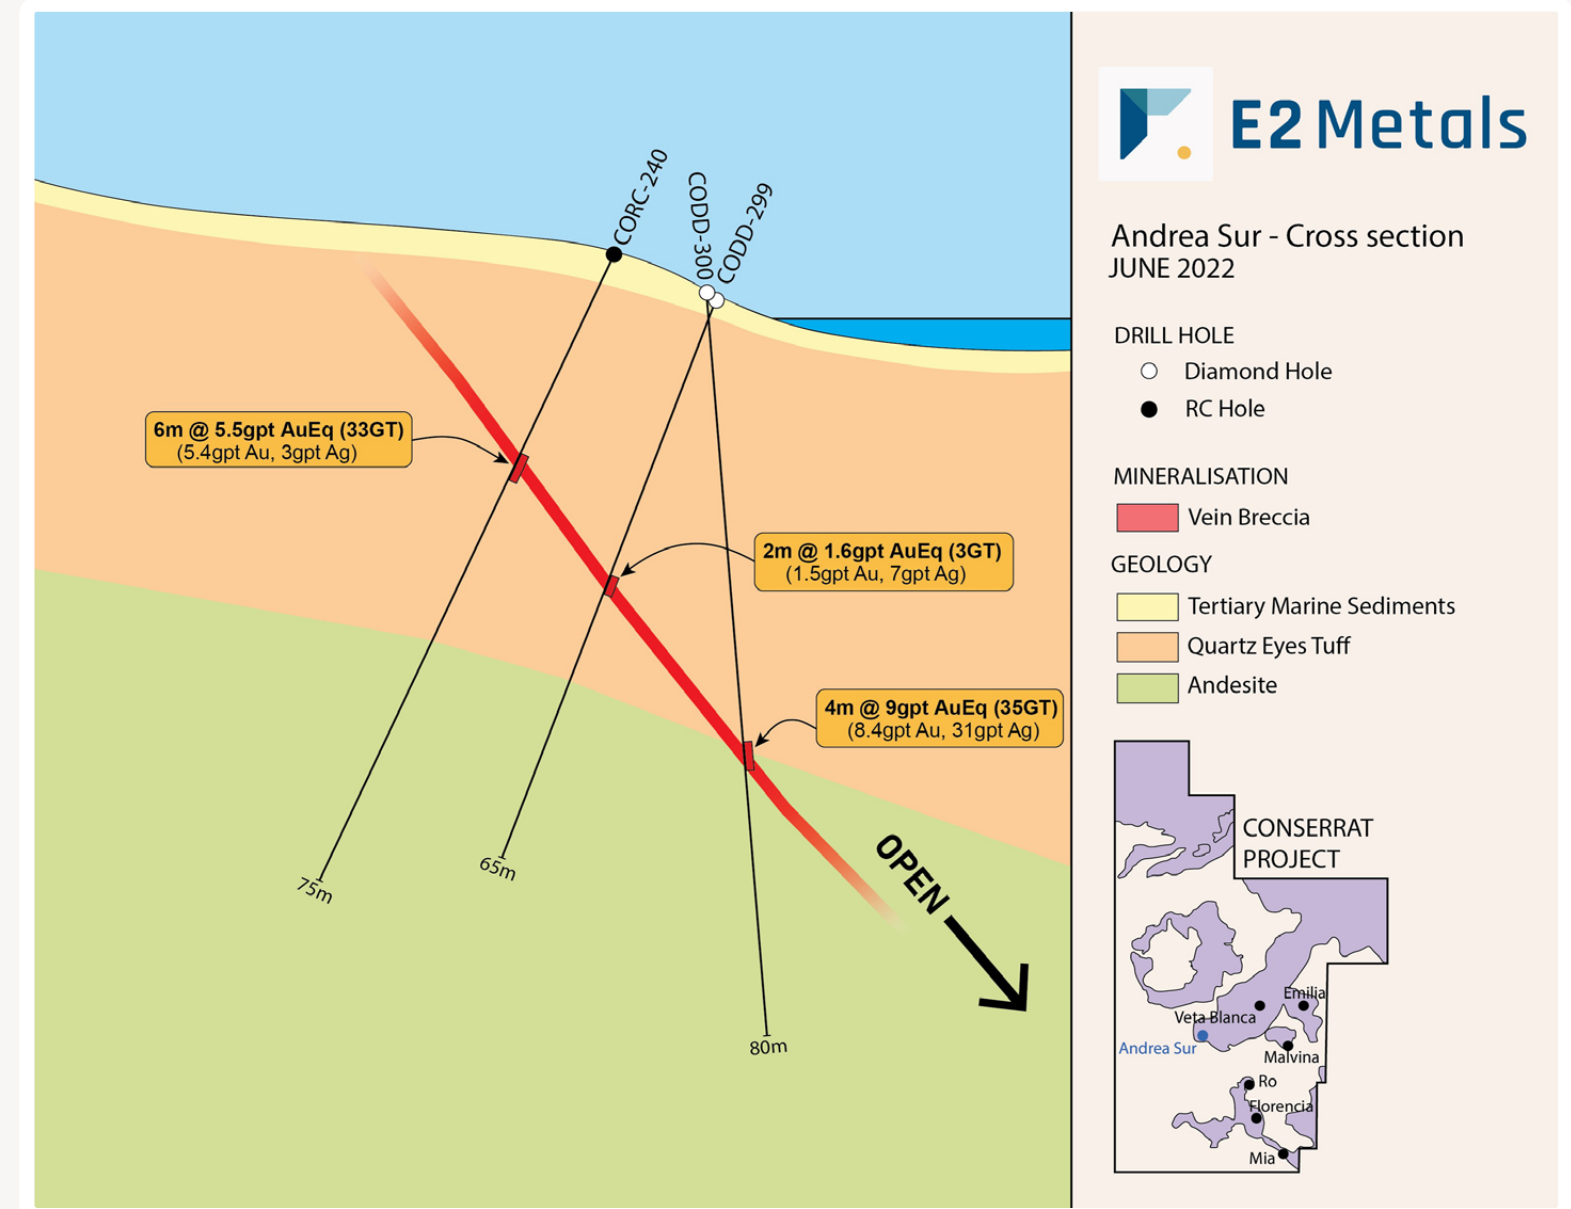 CORC-240
CODD-300
CODD-299
6m @ 5.5gpt AuEq (33GT)
(5.4gpt Au, 3gpt Ag)
2m @ 1.6gpt AuEq (3GT)
(1.5gpt Au, 7gpt Ag)
4m @ 9gpt AuEq (35GT)
(8.4gpt Au, 31gpt Ag)
75m
65m
80m
OPEN
E2 Metals
Andrea Sur - Cross section
JUNE 2022
DRILL HOLE
Diamond Hole
RC Hole
MINERALISATION
Vein Breccia
GEOLOGY
Tertiary Marine Sediments
Quartz Eyes Tuff
Andesite
CONSERRAT
PROJECT
Emilia
Veta Blanca
Andrea Sur
Malvina
Ro
Florencia
Mia